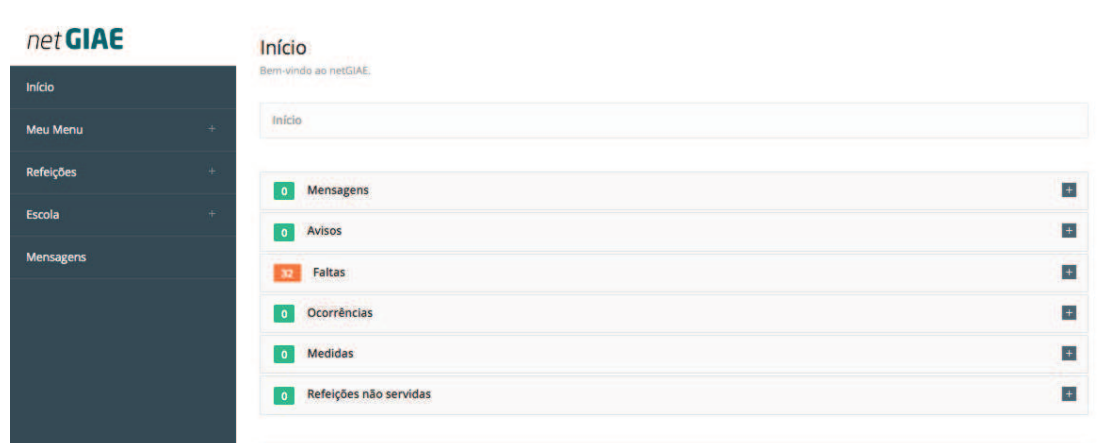 netGIAE
Início
Meu Menu +
Refeições +
Escola +
Mensagens
Início
Bem-vindo ao netGIAE.
Início
0 Mensagens +
0 Avisos +
32 Faltas +
0 Ocorrências +
0 Medidas +
0 Refeições não servidas +